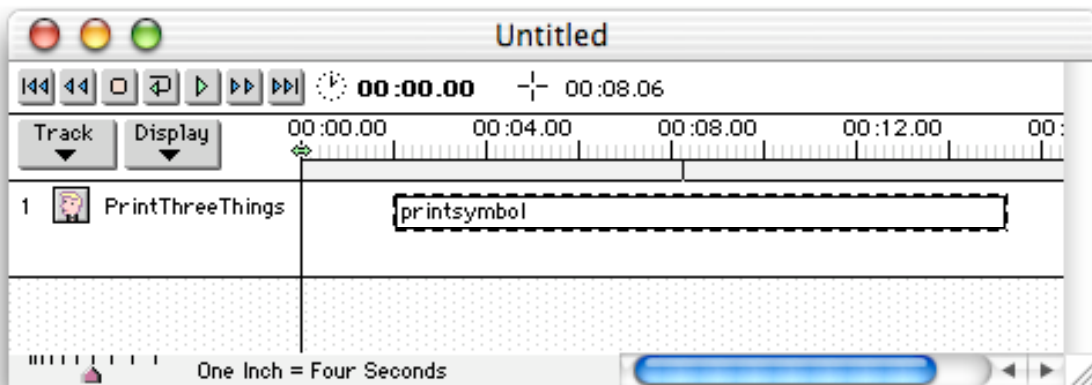 Untitled
00:00.00 00:08.06
Track Display 00:00.00 00:04.00 00:08.00 00:12.00 00:
1 PrintThreeThings printsymbol
One Inch = Four Seconds